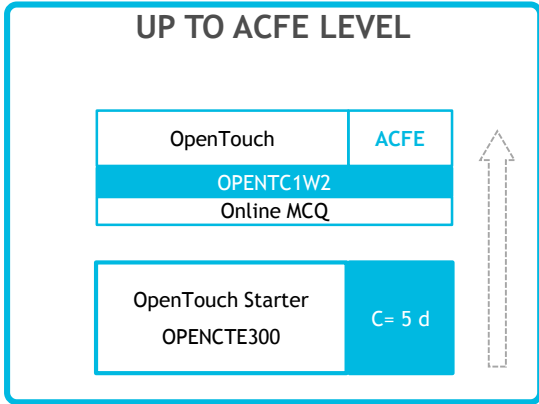 UP TO ACFE LEVEL
OpenTouch
ACFE
OPENTC1W2
Online MCQ
OpenTouch Starter
OPENCTE300
C= 5 d